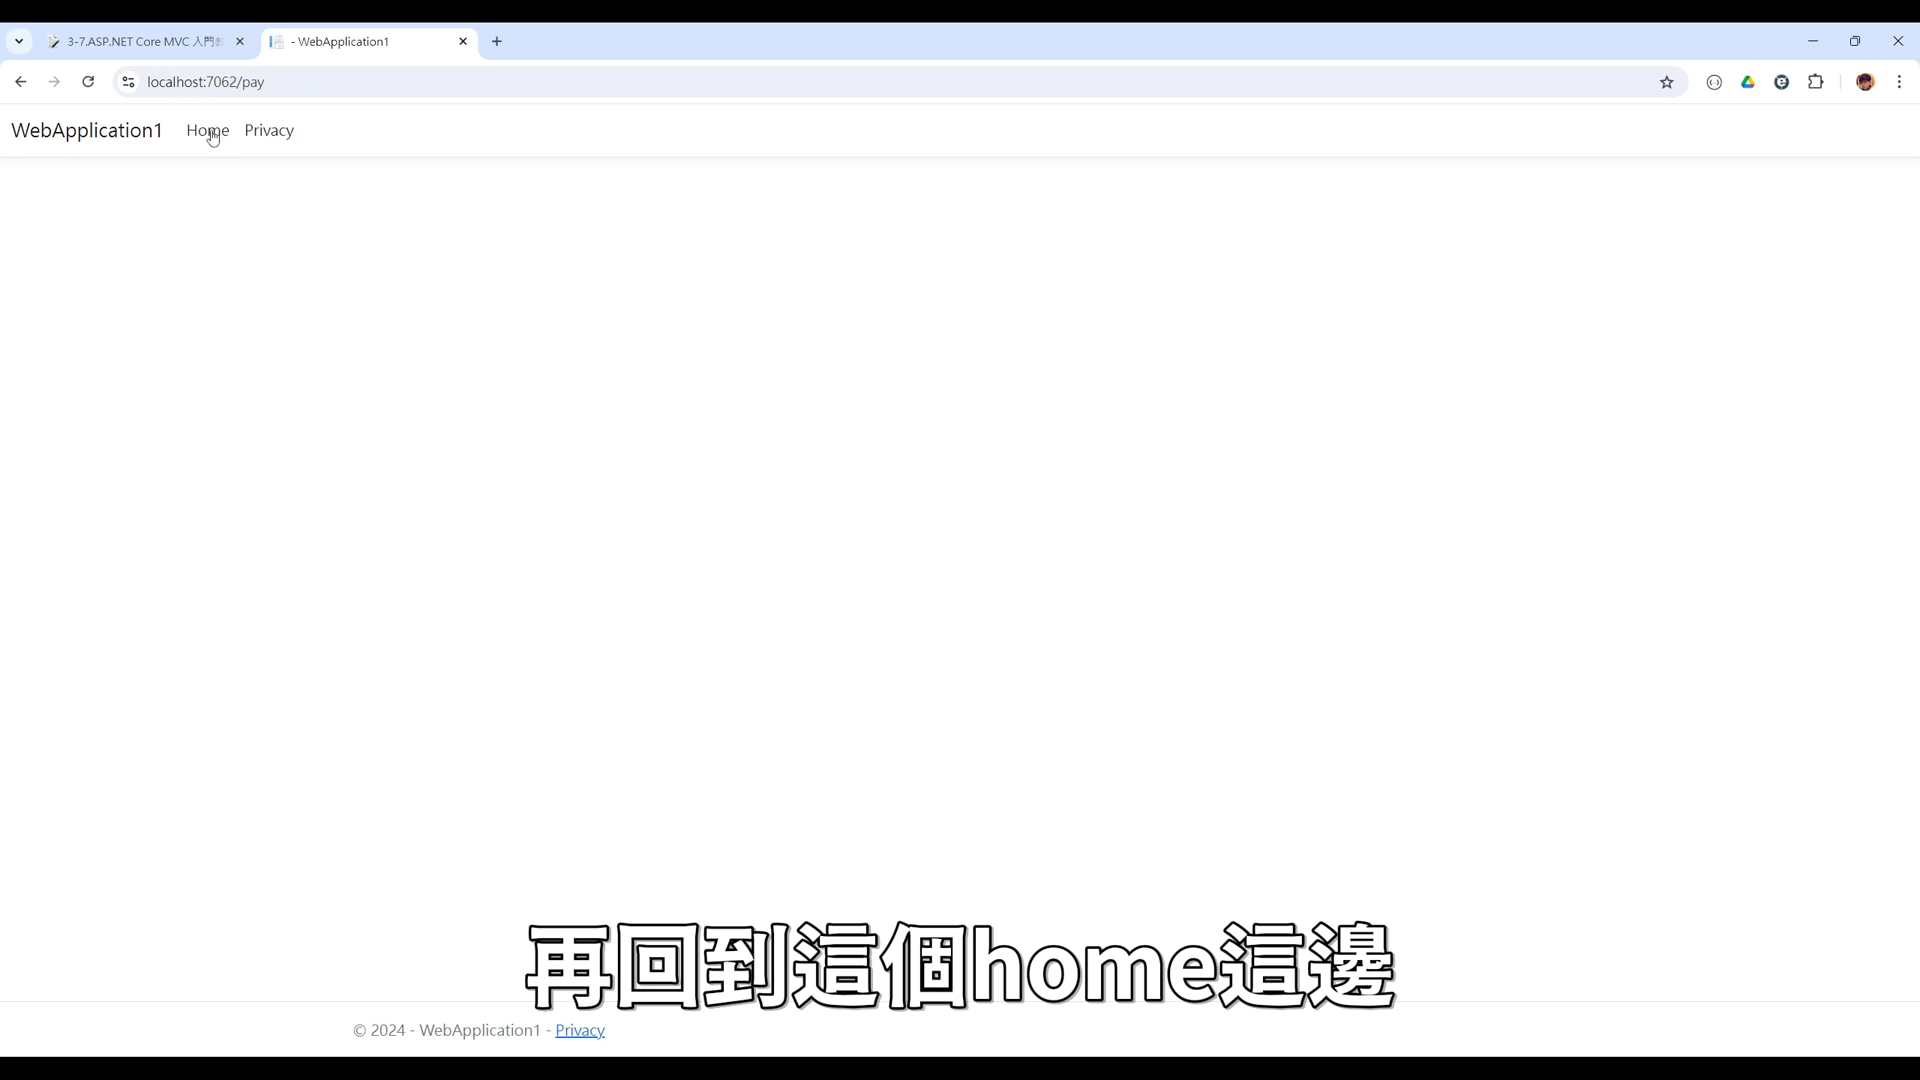 3-7.ASP.NET Core MVC 入門
- WebApplication1
localhost:7062/pay
WebApplication1 Home Privacy
再回到這個home這邊
© 2024 - WebApplication1 - Privacy